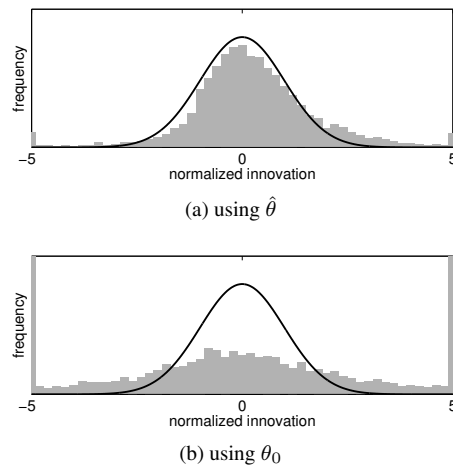 frequency
−5 0 5
normalized innovation
(a) using θ̂
frequency
−5 0 5
normalized innovation
(b) using θ₀